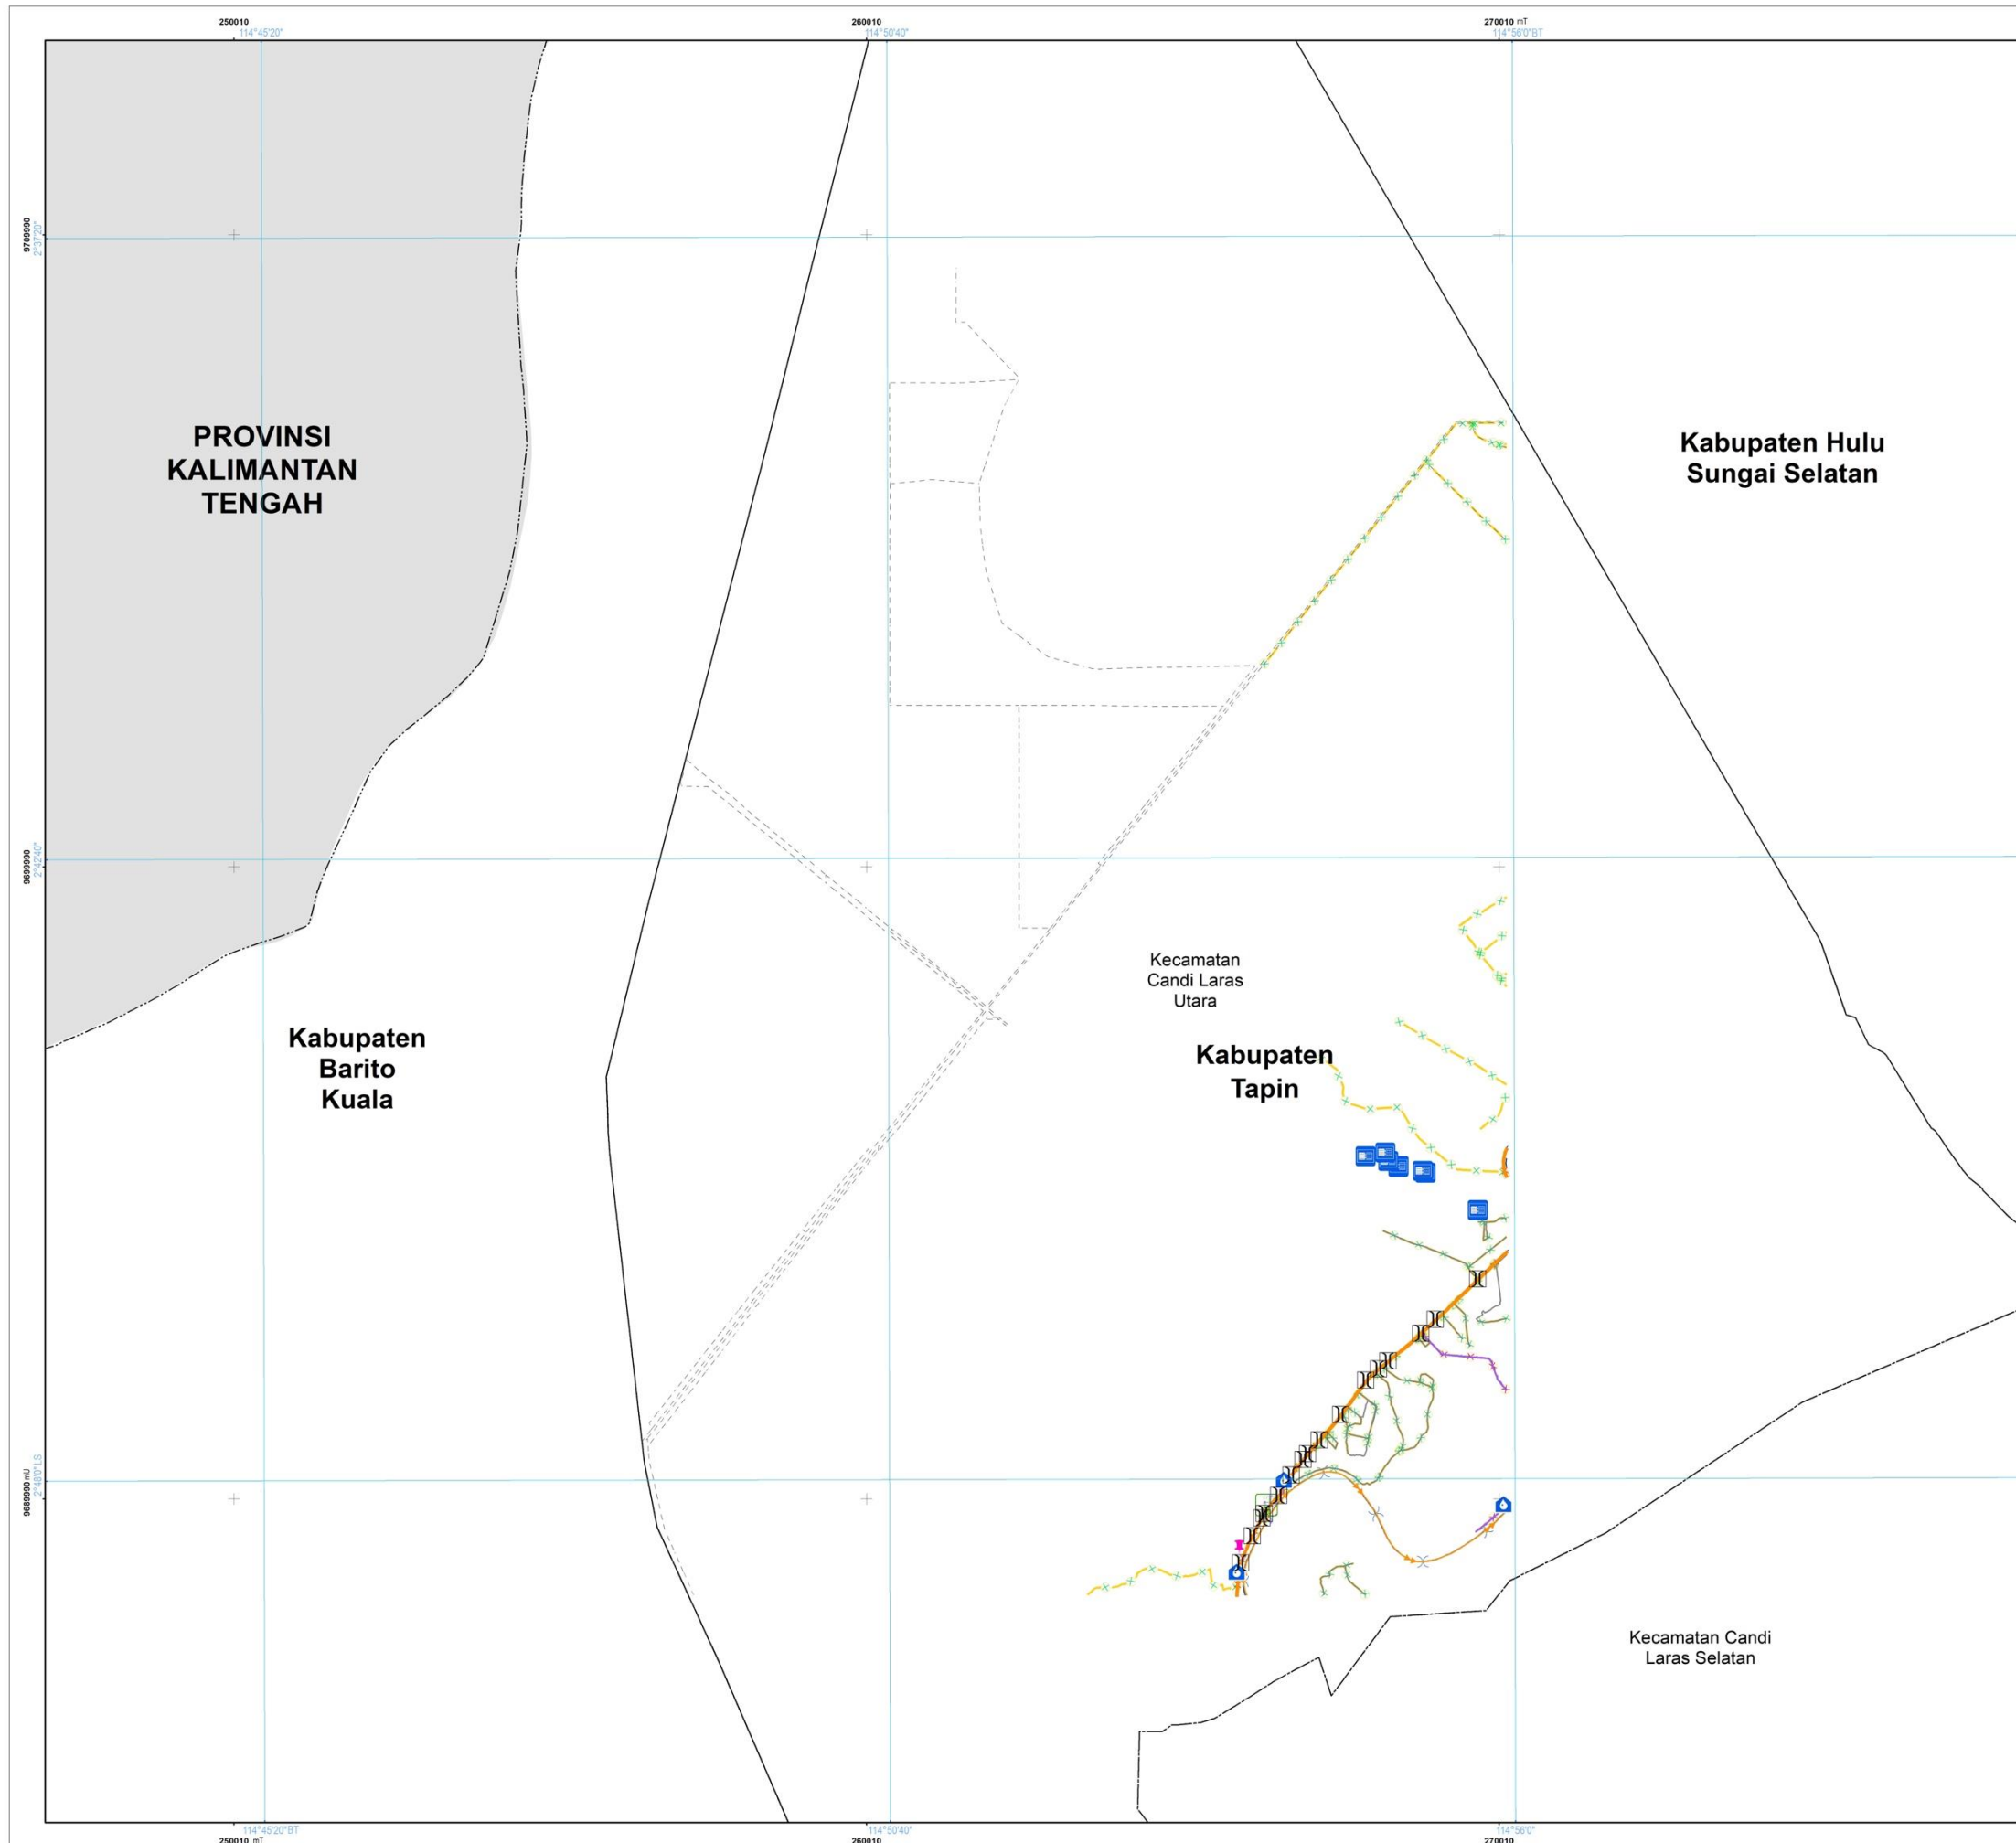 250010
260010
270010 mT
114°45'20"
114°50'40"
114°56'0"BT
9709990
2°37'20"
PROVINSI
KALIMANTAN
TENGAH
Kabupaten Hulu
Sungai Selatan
9699990
2°42'40"
Kecamatan
Candi Laras
Utara
Kabupaten
Barito
Kuala
Kabupaten
Tapin
9689990 mU
2°48'0"LS
Kecamatan Candi
Laras Selatan
114°45'20"BT
114°50'40"
114°56'0"
250010 mT
260010
270010